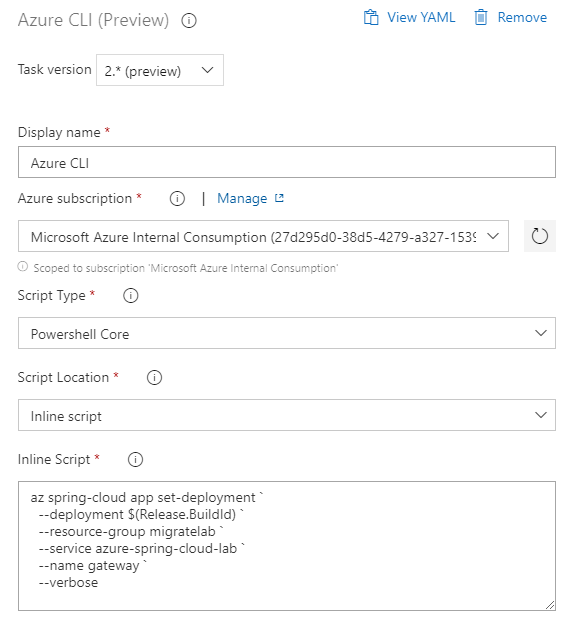 Azure CLI (Preview)
View YAML
Remove
Task version 2.* (preview)
Display name *
Azure CLI
Azure subscription * | Manage
Microsoft Azure Internal Consumption (27d295d0-38d5-4279-a327-1539
Scoped to subscription 'Microsoft Azure Internal Consumption'
Script Type *
Powershell Core
Script Location *
Inline script
Inline Script *
az spring-cloud app set-deployment `
--deployment $(Release.BuildId) `
--resource-group migratelab `
--service azure-spring-cloud-lab `
--name gateway `
--verbose